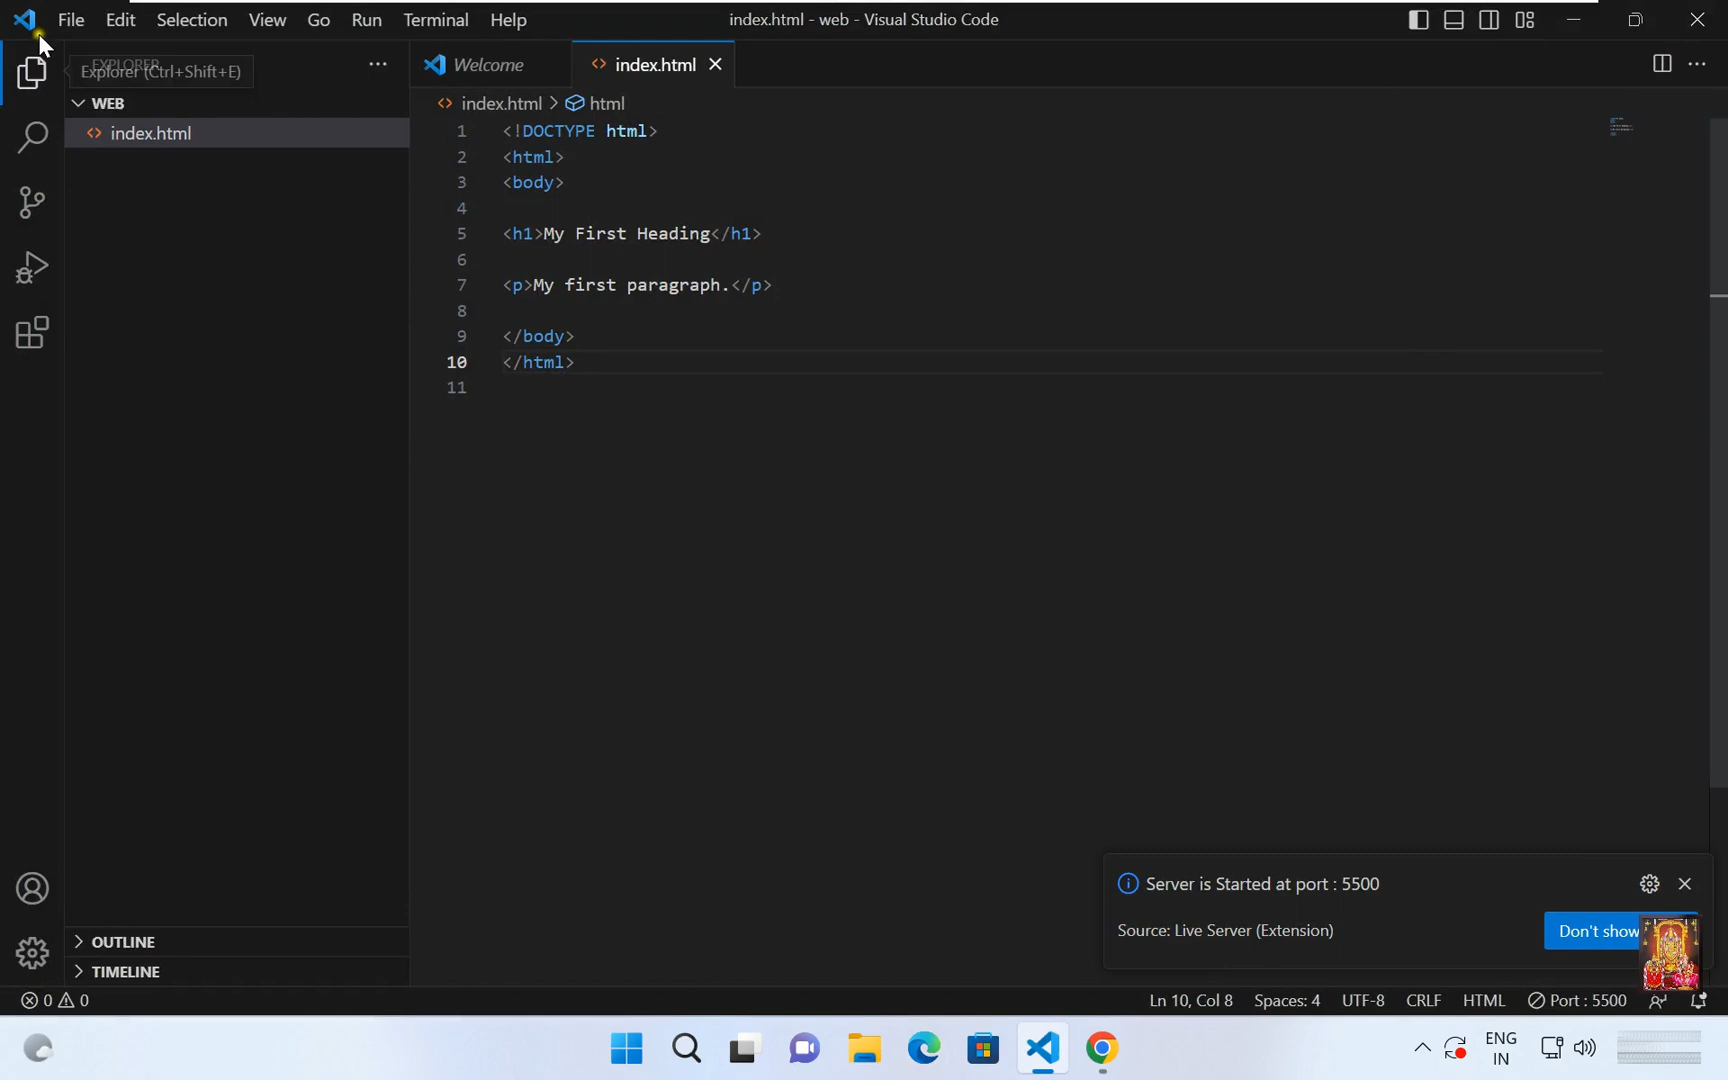 File Edit Selection View Go Run Terminal Help
index.html - web - Visual Studio Code
EXPLORER
Explorer (Ctrl+Shift+E)
Welcome
index.html
WEB
index.html
index.html > html
1 <!DOCTYPE html>
2 <html>
3 <body>
4
5 <h1>My First Heading</h1>
6
7 <p>My first paragraph.</p>
8
9 </body>
10 </html>
11
Server is Started at port : 5500
Source: Live Server (Extension)
Don't show
OUTLINE
TIMELINE
0 0
Ln 10, Col 8 Spaces: 4 UTF-8 CRLF HTML Port : 5500
ENG
IN